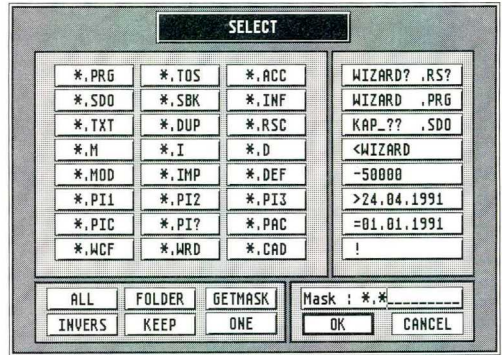 SELECT
*.PRG *.TOS *.ACC WIZARD? .RS?
*.SDO *.SBK *.INF WIZARD .PRG
*.TXT *.DUP *.RSC KAP_?? .SDO
*.M *.I *.D <WIZARD
*.MOD *.IMP *.DEF -50000
*.PI1 *.PI2 *.PI3 >24.04.1991
*.PIC *.PI? *.PAC =01.01.1991
*.WCF *.WRD *.CAD !
ALL FOLDER GETMASK Mask : *.*_________
INVERS KEEP ONE OK CANCEL